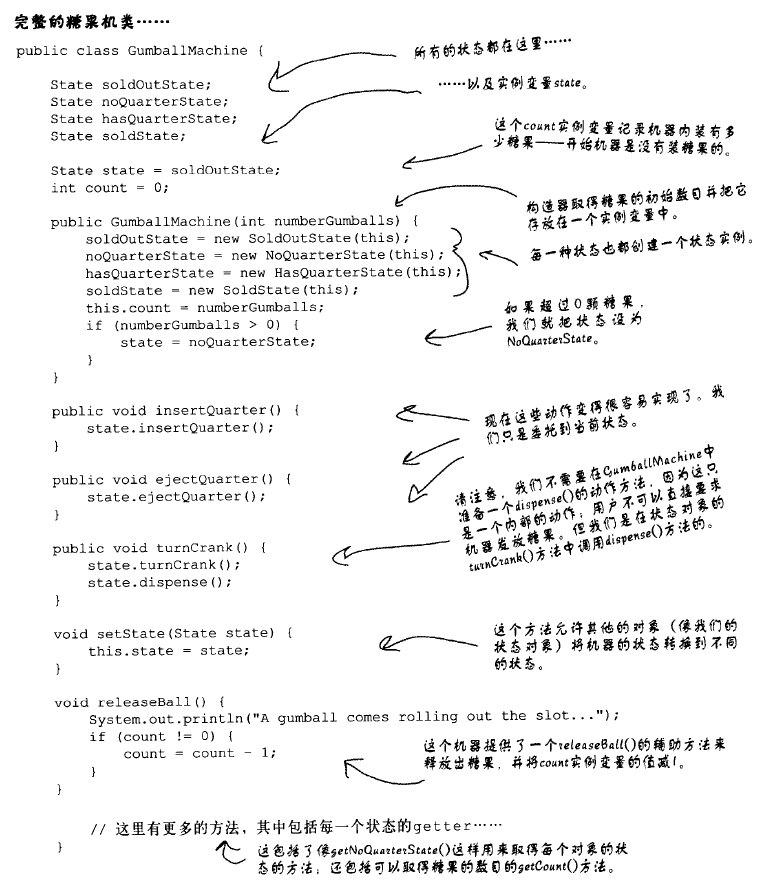 完整的糖果机类……
public class GumballMachine {
所有的状态都在这里……
State soldOutState;
State noQuarterState;
State hasQuarterState;
State soldState;
……以及实例变量state。
State state = soldOutState;
int count = 0;
这个count实例变量记录机器内装有多
少糖果——开始机器是没有装糖果的。
public GumballMachine(int numberGumballs) {
soldOutState = new SoldOutState(this);
noQuarterState = new NoQuarterState(this);
hasQuarterState = new HasQuarterState(this);
soldState = new SoldState(this);
this.count = numberGumballs;
if (numberGumballs > 0) {
state = noQuarterState;
}
}
构造器取得糖果的初始数目并把它
存放在一个实例变量中。
每一种状态也都创建一个状态实例。
如果超过0颗糖果，
我们就把状态设为
NoQuarterState。
public void insertQuarter() {
state.insertQuarter();
}
现在这些动作变得很容易实现了。我
们只是委托到当前状态。
public void ejectQuarter() {
state.ejectQuarter();
}
请注意，我们不需要在GumballMachine中
准备一个dispense()的动作方法，因为这只
是一个内部的动作；用户不可以直接要求
机器发放糖果。但我们是在状态对象的
turnCrank()方法中调用dispense()方法的。
public void turnCrank() {
state.turnCrank();
state.dispense();
}
void setState(State state) {
this.state = state;
}
这个方法允许其他的对象（像我们的
状态对象）将机器的状态转换到不同
的状态。
void releaseBall() {
System.out.println("A gumball comes rolling out the slot...");
if (count != 0) {
count = count - 1;
}
}
这个机器提供了一个releaseBall()的辅助方法来
释放出糖果，并将count实例变量的值减1。
// 这里有更多的方法，其中包括每一个状态的getter……
}
这包括了像getNoQuarterState()这样用来取得每个对象的状
态的方法；还包括可以取得糖果的数目的getCount()方法。